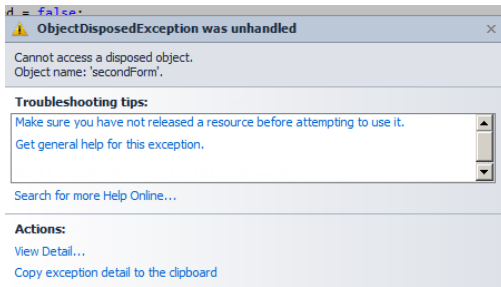 d = false;
ObjectDisposedException was unhandled
Cannot access a disposed object.
Object name: 'secondForm'.
Troubleshooting tips:
Make sure you have not released a resource before attempting to use it.
Get general help for this exception.
Search for more Help Online...
Actions:
View Detail...
Copy exception detail to the clipboard